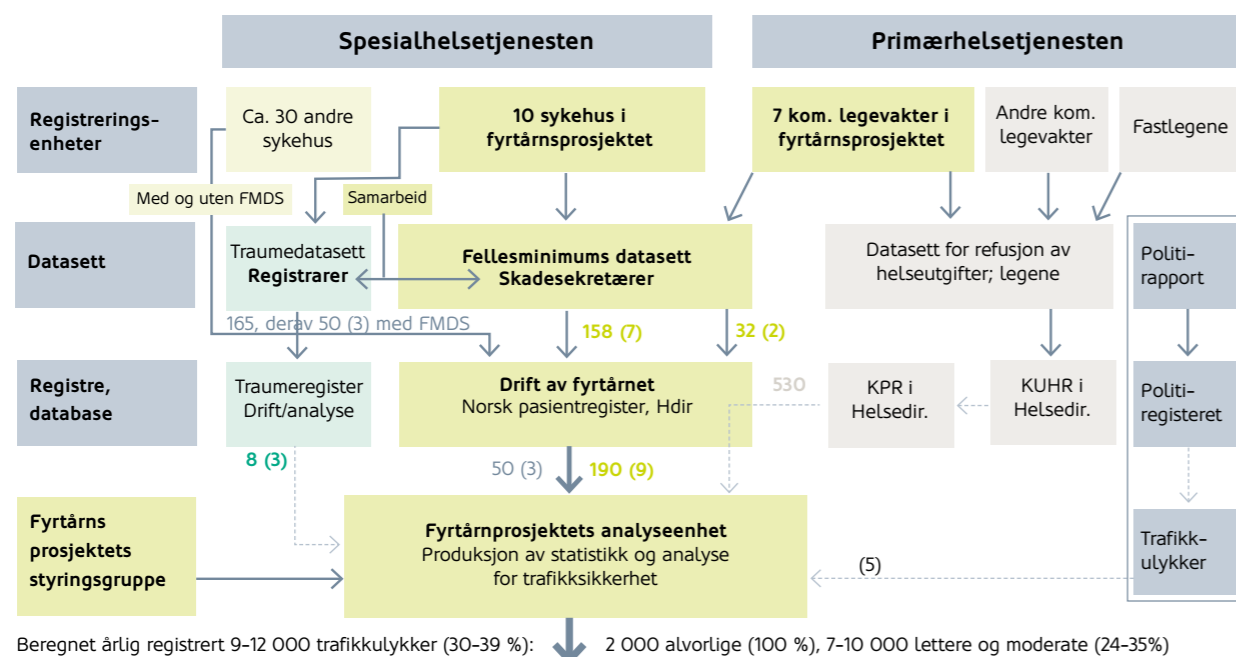 Spesialhelsetjenesten
Primærhelsetjenesten
Registrerings-
enheter
Ca. 30 andre
sykehus
10 sykehus i
fyrtårnsprosjektet
7 kom. legevakter i
fyrtårnsprosjektet
Andre kom.
legevakter
Fastlegene
Med og uten FMDS
Samarbeid
Datasett
Traumedatasett
Registrarer
Fellesminimums datasett
Skadesekretærer
Datasett for refusjon av
helseutgifter; legene
Politi-
rapport
165, derav 50 (3) med FMDS
158 (7)
32 (2)
Registre,
database
Traumeregister
Drift/analyse
Drift av fyrtårnet
Norsk pasientregister, Hdir
530
KPR i
Helsedir.
KUHR i
Helsedir.
Politi-
registeret
8 (3)
50 (3)
190 (9)
Fyrtårns
prosjektets
styringsgruppe
Fyrtårnprosjektets analyseenhet
Produksjon av statistikk og analyse
for trafikksikkerhet
(5)
Trafikk-
ulykker
Beregnet årlig registrert 9-12 000 trafikkulykker (30-39 %):
2 000 alvorlige (100 %), 7-10 000 lettere og moderate (24-35%)